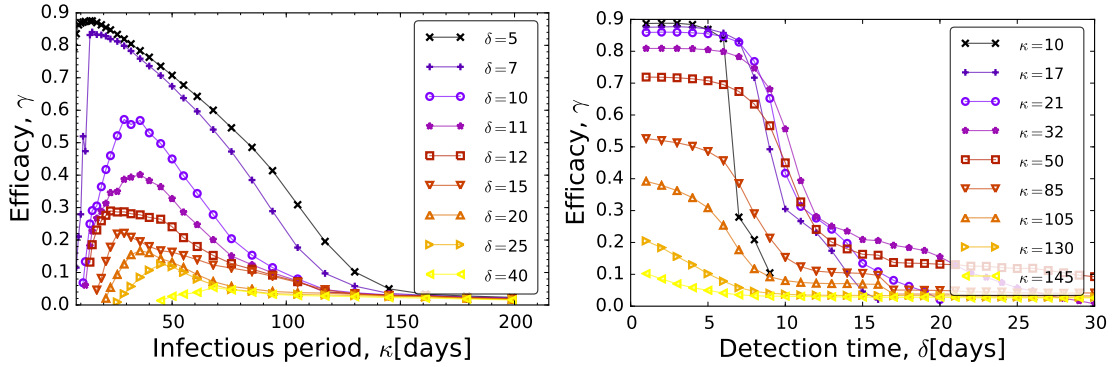 0.9
0.8
0.7
0.6
0.5
0.4
0.3
0.2
0.1
0.0
Efficacy, γ
50
100
150
200
Infectious period, κ[days]
δ=5
δ=7
δ=10
δ=11
δ=12
δ=15
δ=20
δ=25
δ=40
0.9
0.8
0.7
0.6
0.5
0.4
0.3
0.2
0.1
0.0
Efficacy, γ
0
5
10
15
20
25
30
Detection time, δ[days]
κ=10
κ=17
κ=21
κ=32
κ=50
κ=85
κ=105
κ=130
κ=145